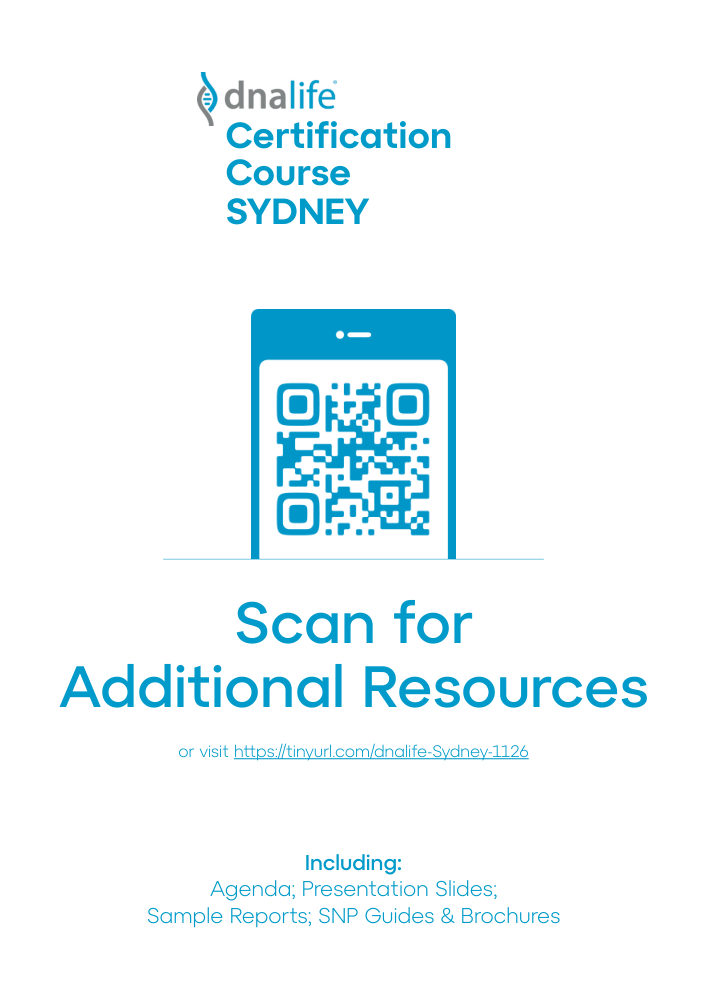 dnalife®
Certification
Course
SYDNEY
Scan for
Additional Resources
or visit https://tinyurl.com/dnalife-Sydney-1126
Including:
Agenda; Presentation Slides;
Sample Reports; SNP Guides & Brochures